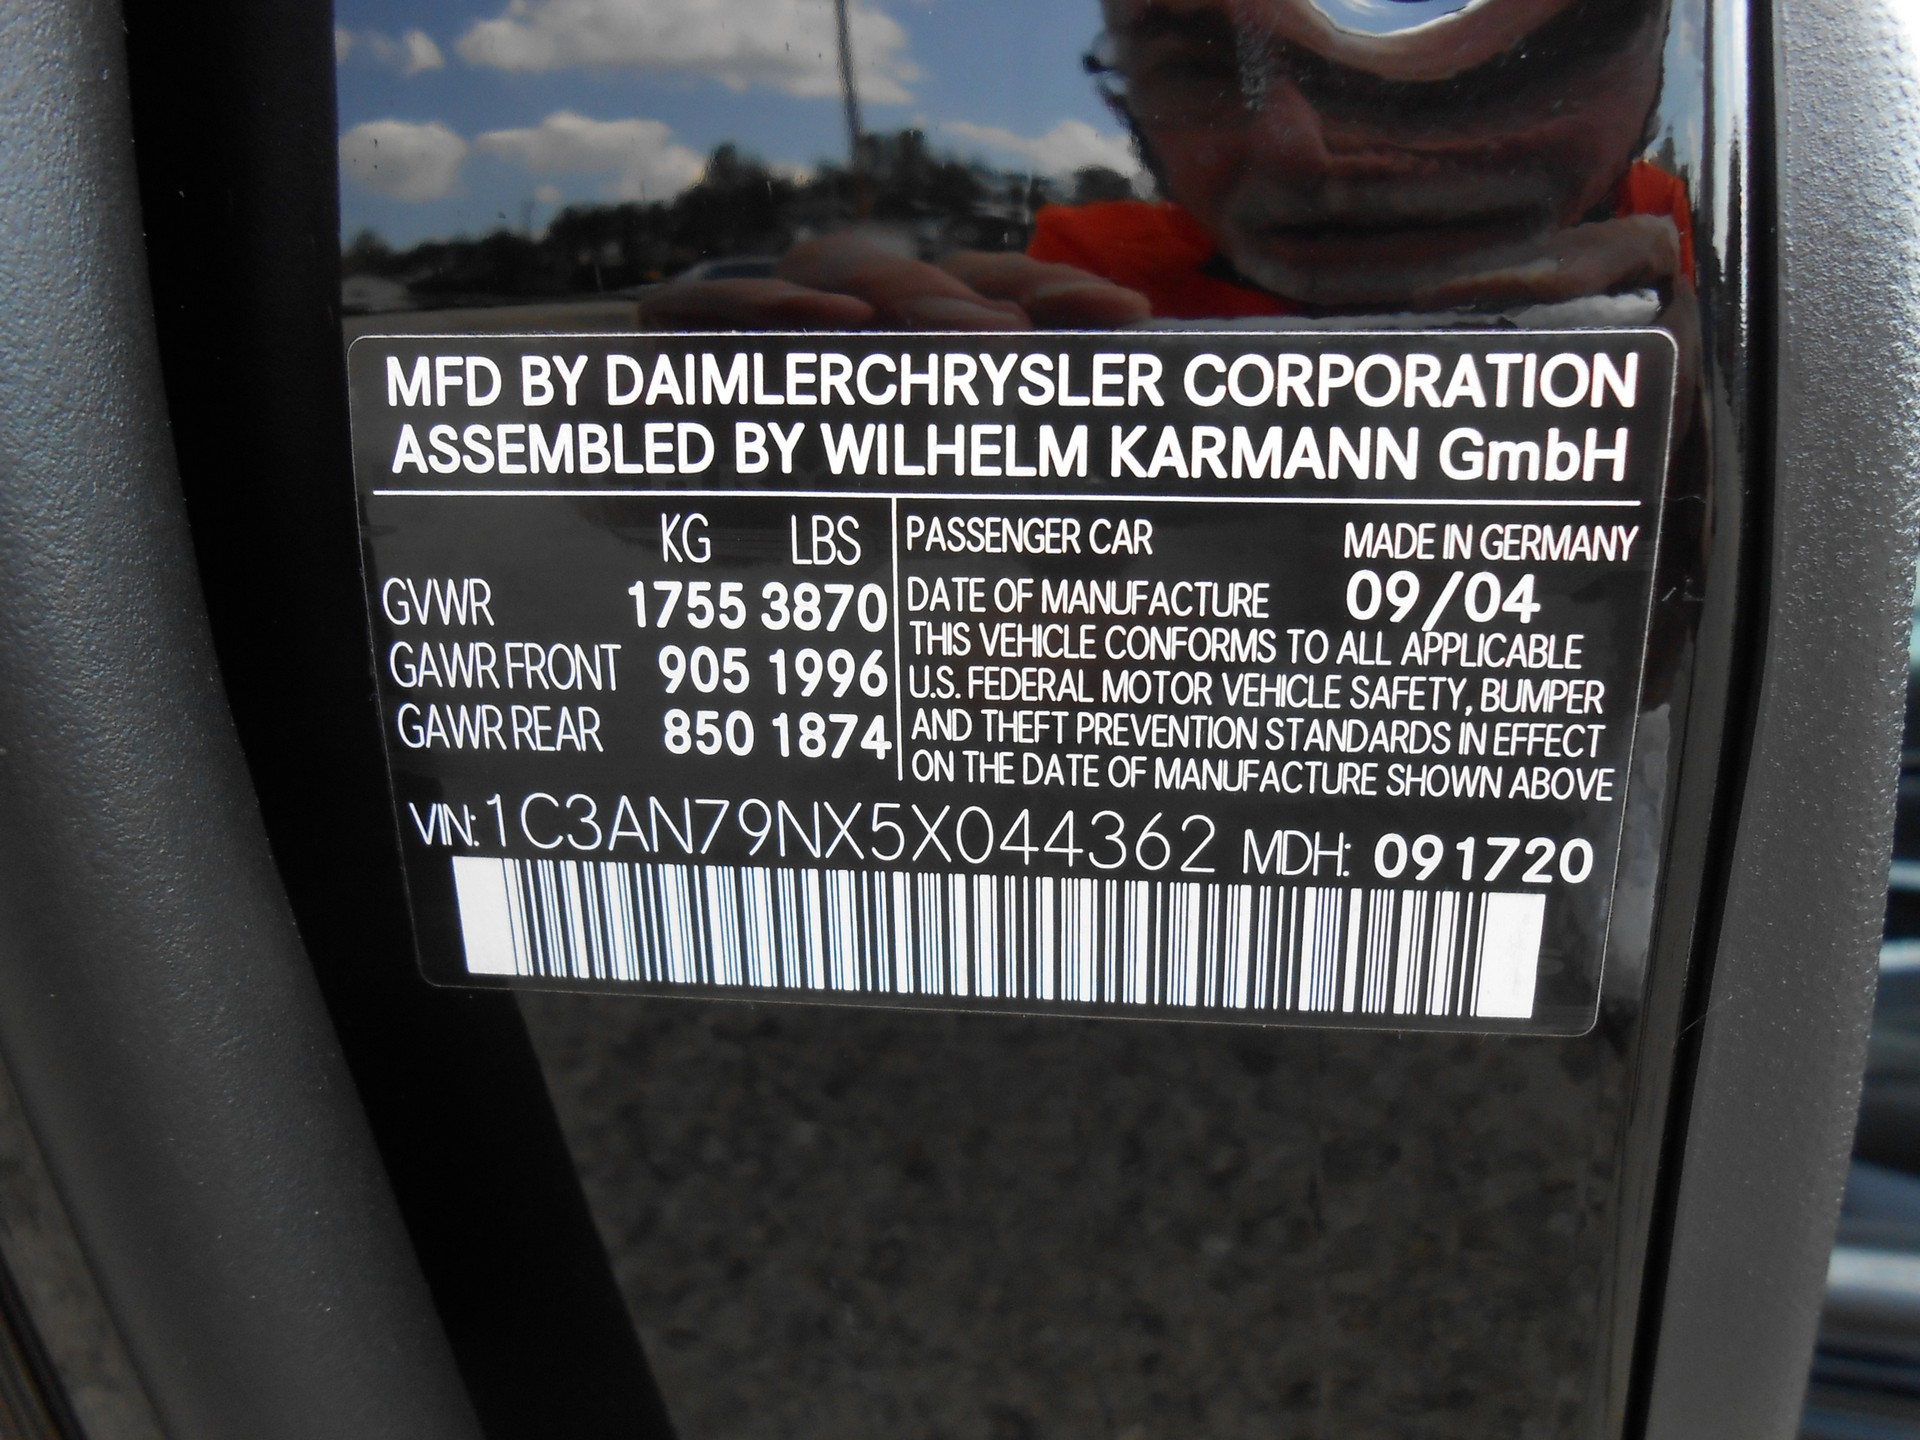 MFD BY DAIMLERCHRYSLER CORPORATION
ASSEMBLED BY WILHELM KARMANN GmbH
KG LBS
GVWR 1755 3870
GAWR FRONT 905 1996
GAWR REAR 850 1874
PASSENGER CAR MADE IN GERMANY
DATE OF MANUFACTURE 09/04
THIS VEHICLE CONFORMS TO ALL APPLICABLE
U.S. FEDERAL MOTOR VEHICLE SAFETY, BUMPER
AND THEFT PREVENTION STANDARDS IN EFFECT
ON THE DATE OF MANUFACTURE SHOWN ABOVE
VIN: 1C3AN79NX5X044362 MDH: 091720